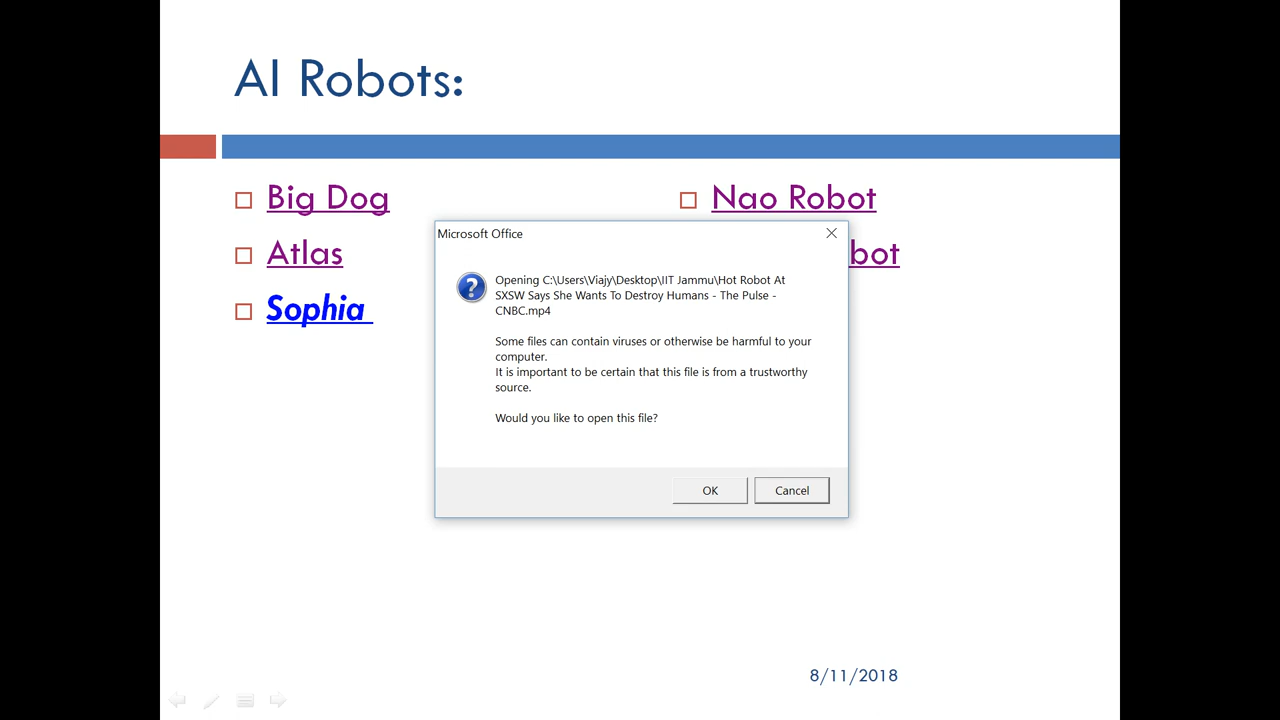 AI Robots:
Big Dog
Atlas
Sophia
Nao Robot
bot
Microsoft Office
Opening C:\Users\Viajy\Desktop\IIT Jammu\Hot Robot At
SXSW Says She Wants To Destroy Humans - The Pulse -
CNBC.mp4
Some files can contain viruses or otherwise be harmful to your
computer.
It is important to be certain that this file is from a trustworthy
source.
Would you like to open this file?
OK
Cancel
8/11/2018